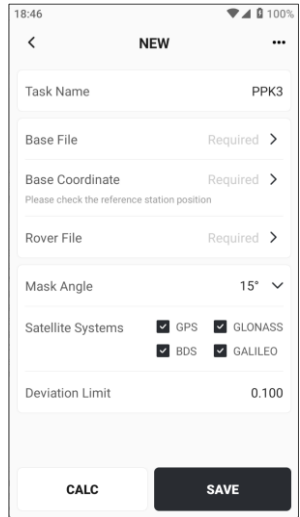 18:46 100%
NEW
Task Name PPK3
Base File Required
Base Coordinate Required
Please check the reference station position
Rover File Required
Mask Angle 15°
Satellite Systems GPS GLONASS
BDS GALILEO
Deviation Limit 0.100
CALC SAVE